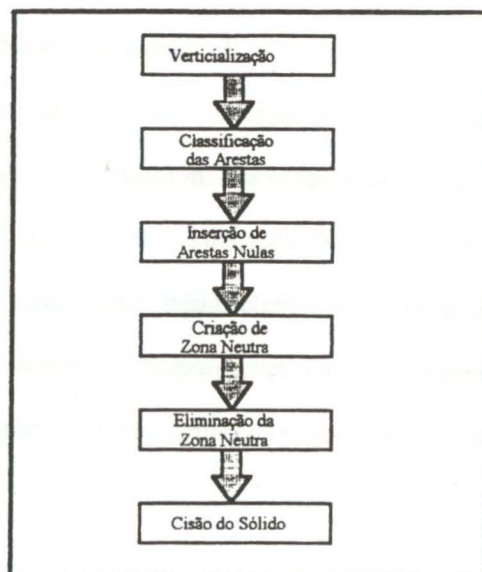 Verticialização
Classificação
das Arestas
Inserção de
Arestas Nulas
Criação de
Zona Neutra
Eliminação da
Zona Neutra
Cisão do Sólido